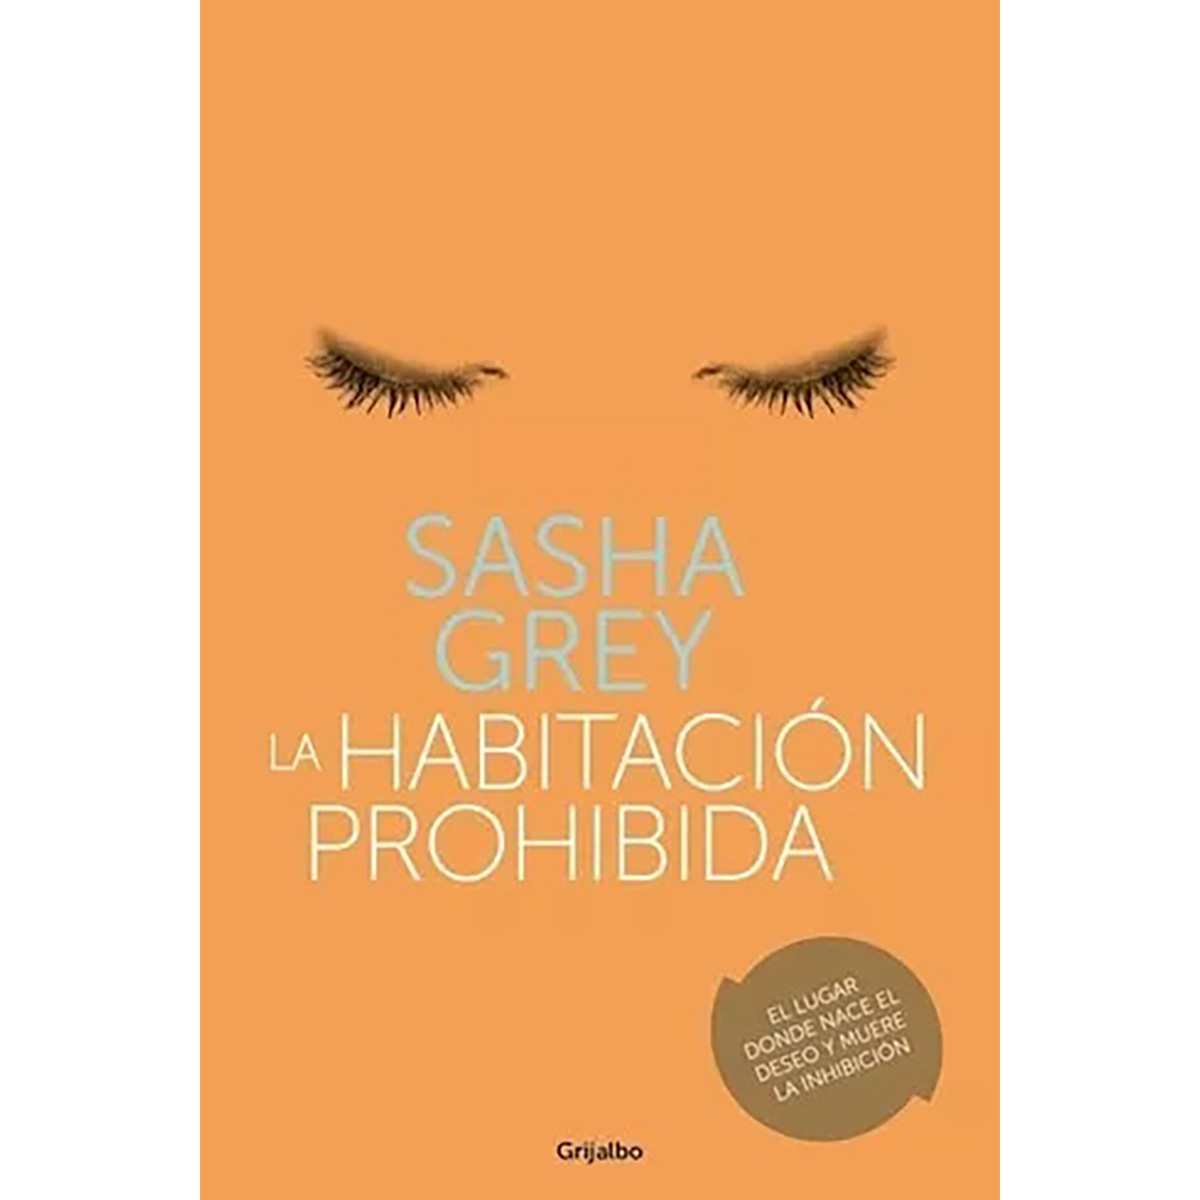 SASHA
GREY
LA HABITACIÓN
PROHIBIDA
EL LUGAR
DONDE NACE EL
DESEO Y MUERE
LA INHIBICIÓN
Grijalbo